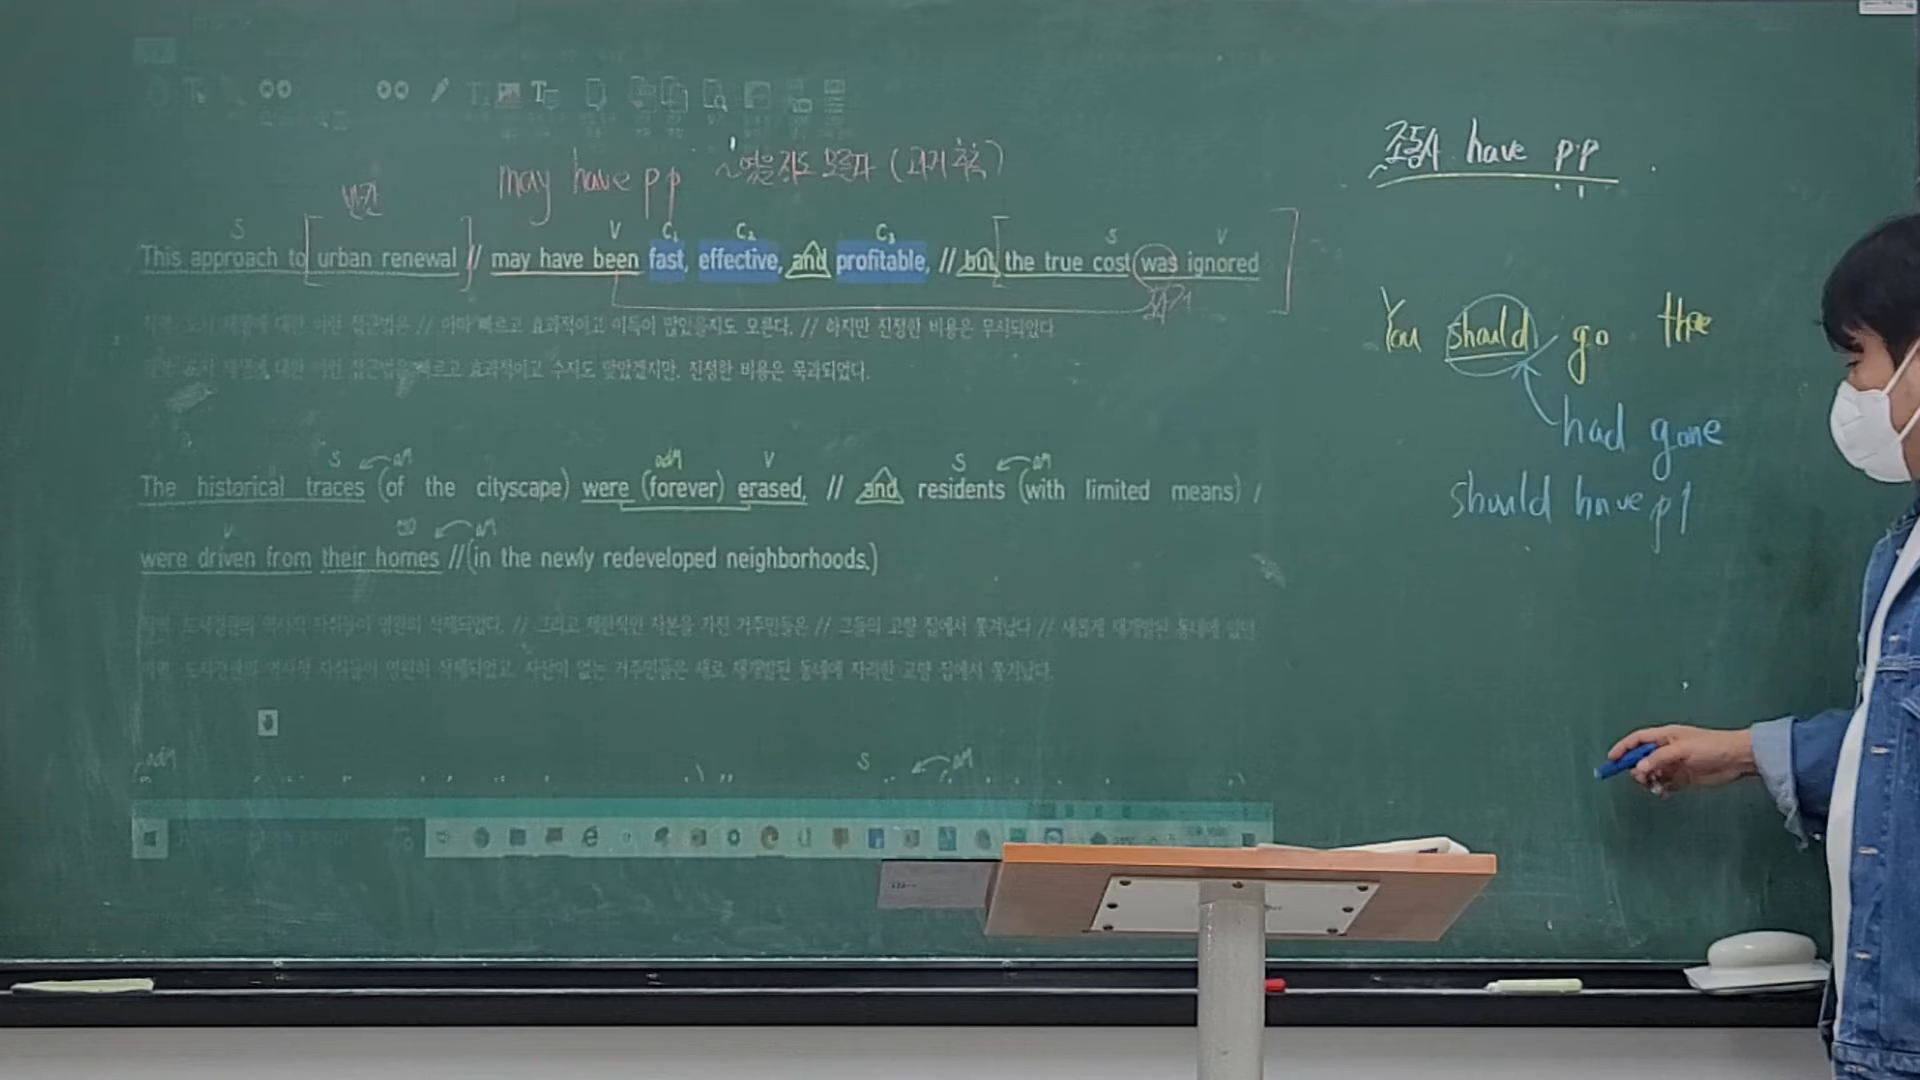 may have pp ~였을지도 모른다 (과거 추측)
빈칸
S V C₁ C₂ C₃ S V
This approach to [urban renewal] // may have been fast, effective, and profitable, // but [the true cost was ignored]
도시 재생에 대한 이런 접근법은 // 아마 빠르고 효과적이고 이득이 많았을지도 모른다. // 하지만 진정한 비용은 무시되었다
도시 재생에 대한 이런 접근법은 빠르고 효과적이고 수지도 맞았겠지만, 진정한 비용은 묵과되었다.
S V S
The historical traces (of the cityscape) were (forever) erased, // and residents (with limited means) /
V
were driven from their homes // (in the newly redeveloped neighborhoods.)
도시경관의 역사적 자취들이 영원히 삭제되었다. // 그리고 제한적인 자본을 가진 거주민들은 // 그들의 고향 집에서 쫓겨났다 // 새롭게 재개발된 동네에 있던
도시경관의 역사적 자취들이 영원히 삭제되었고, 자산이 없는 거주민들은 새로 재개발된 동네에 자리한 고향 집에서 쫓겨났다.
S
조동사 have pp
You should go
had gone
should have pp